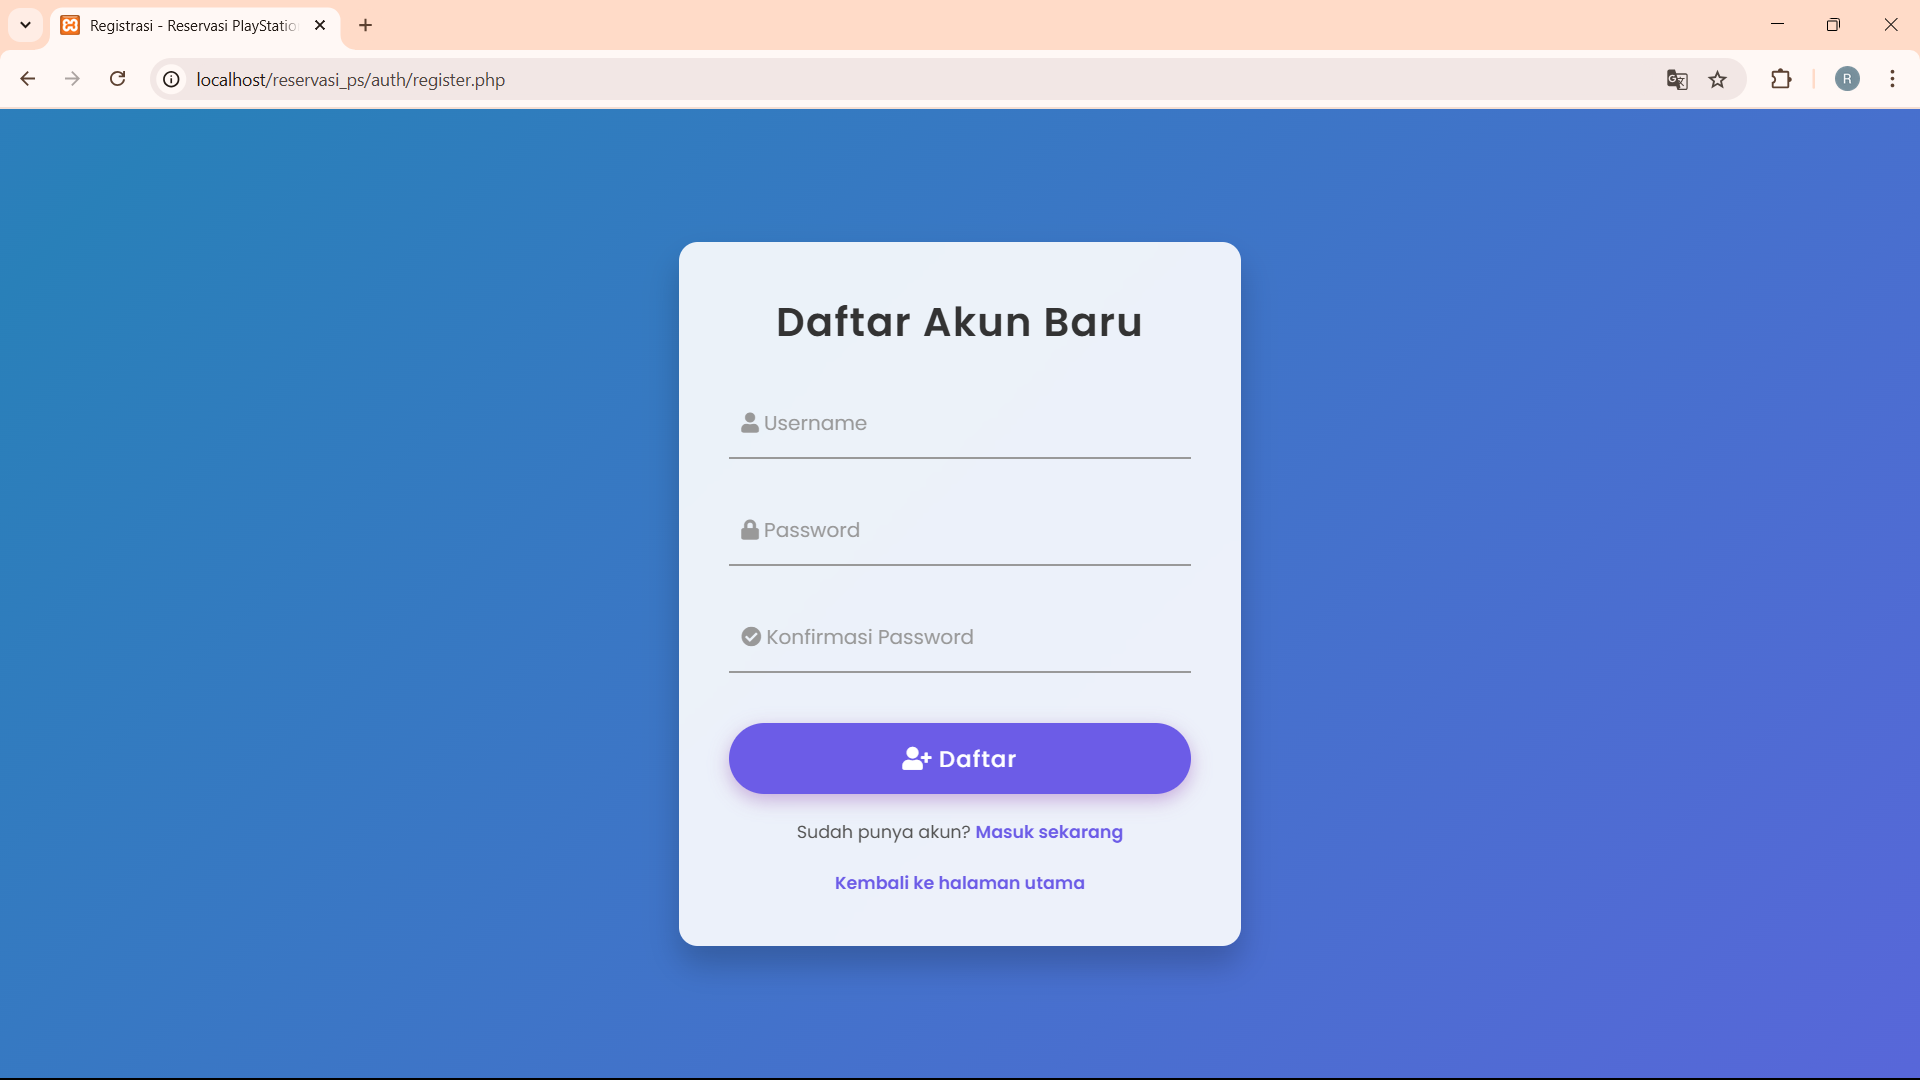 Registrasi - Reservasi PlayStatio
localhost/reservasi_ps/auth/register.php
R
Daftar Akun Baru
Username
Password
Konfirmasi Password
Daftar
Sudah punya akun? Masuk sekarang
Kembali ke halaman utama